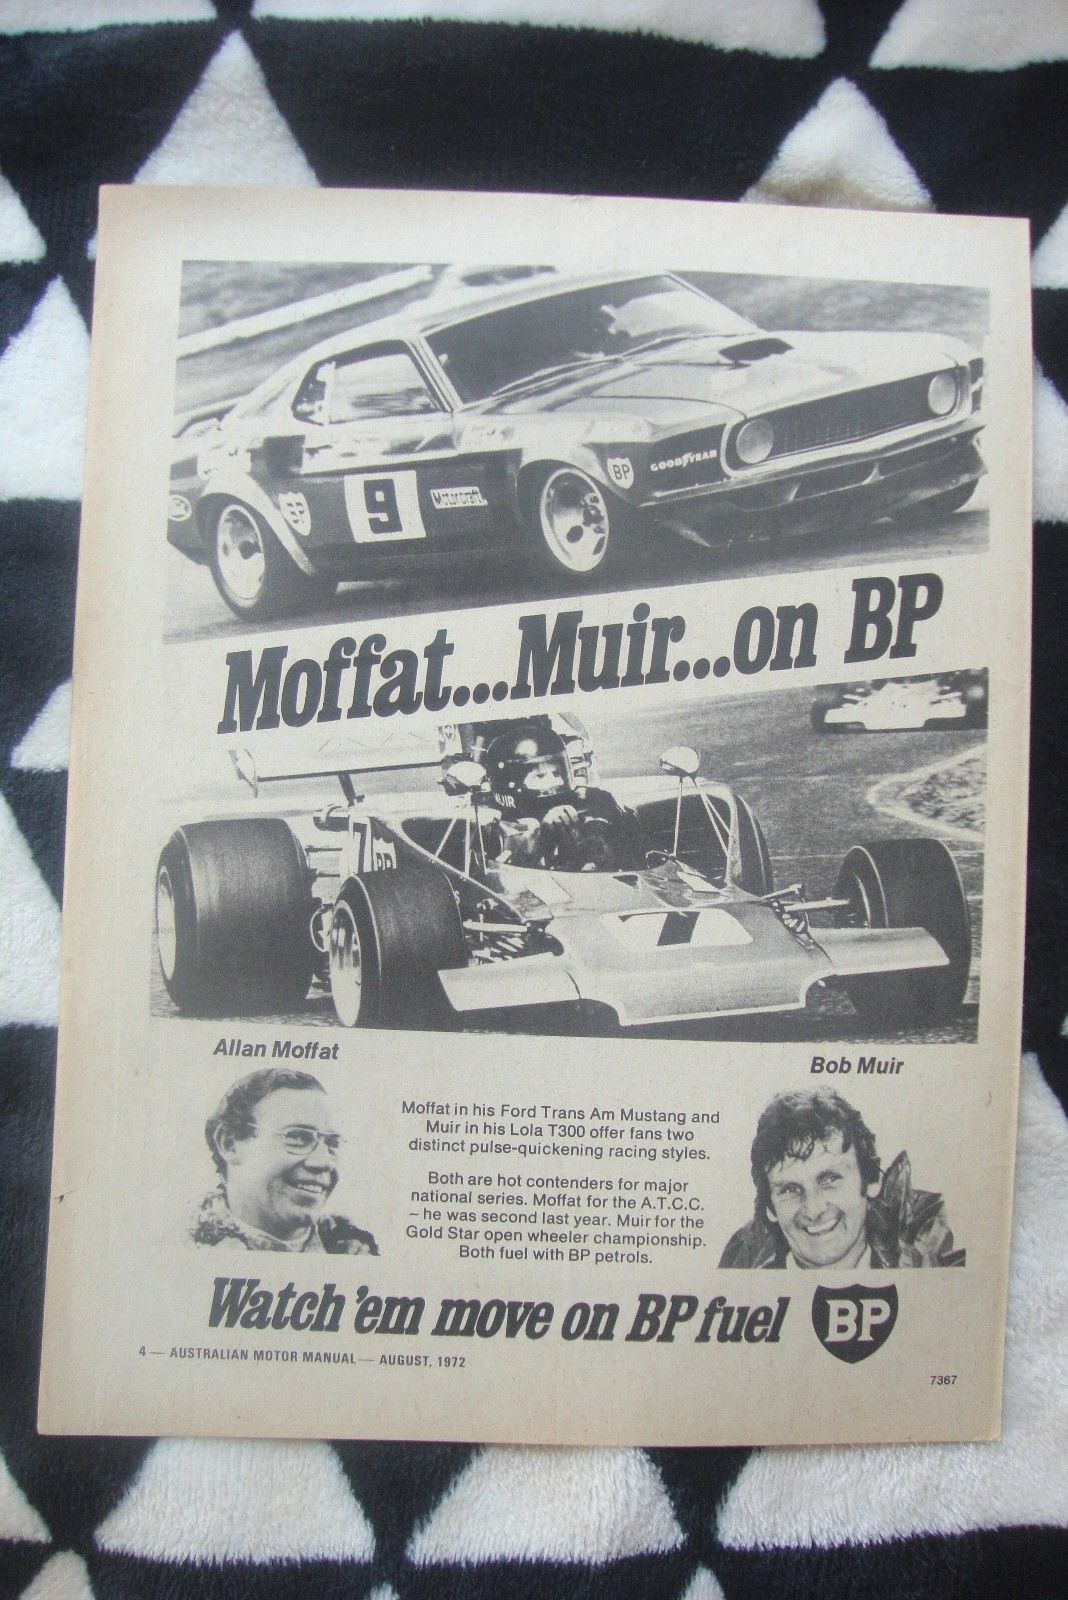 BP
GOODYEAR
BP
9
Motorcraft
Moffat...Muir...on BP
MUIR
7
BP
7
Allan Moffat
Bob Muir
Moffat in his Ford Trans Am Mustang and
Muir in his Lola T300 offer fans two
distinct pulse-quickening racing styles.
Both are hot contenders for major
national series. Moffat for the A.T.C.C.
– he was second last year. Muir for the
Gold Star open wheeler championship.
Both fuel with BP petrols.
Watch 'em move on BP fuel
BP
4 — AUSTRALIAN MOTOR MANUAL — AUGUST, 1972
7367